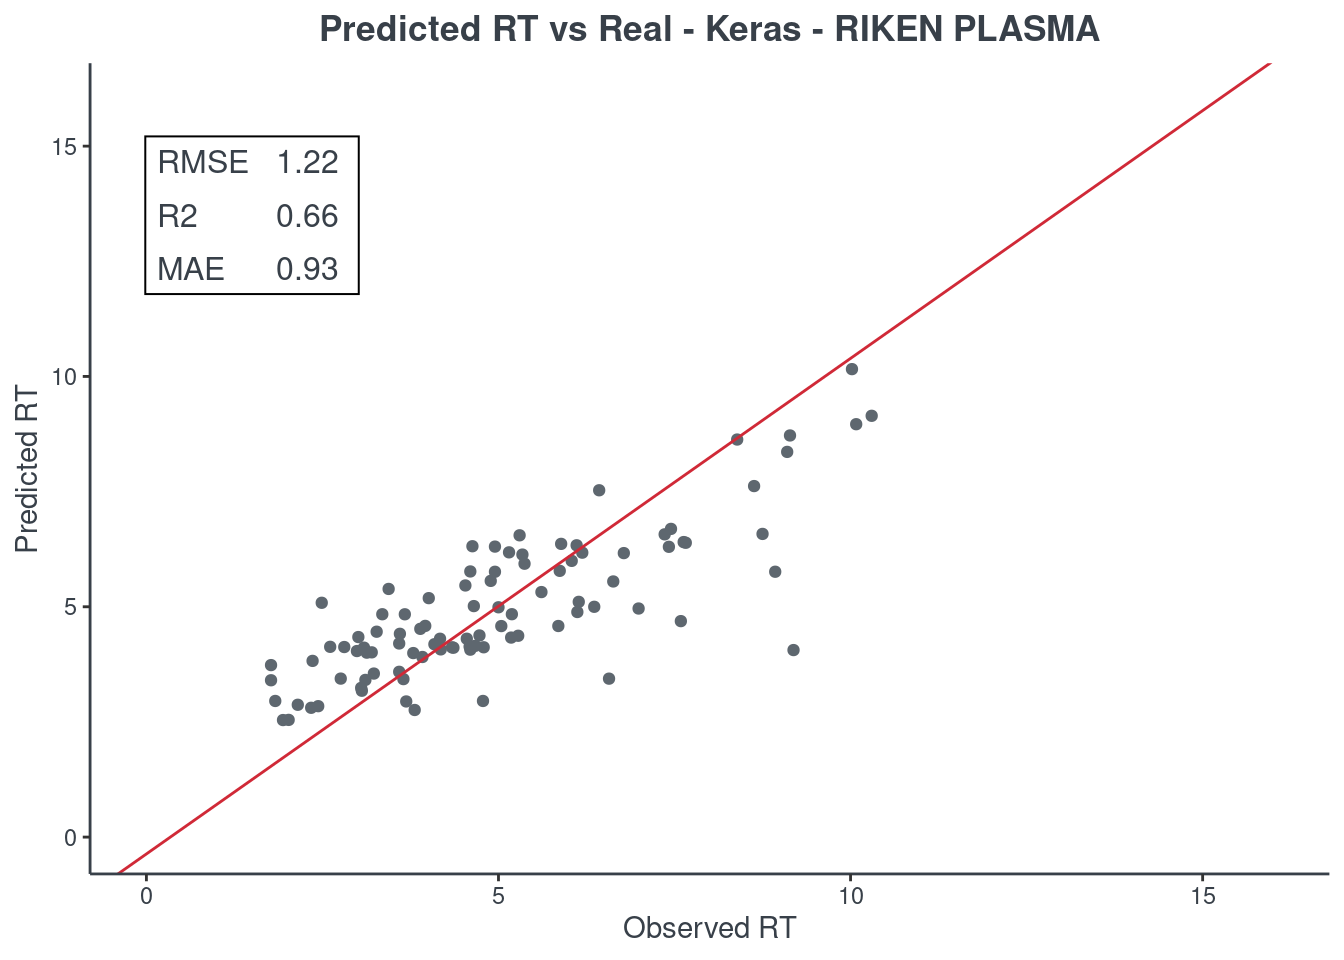 Predicted RT vs Real - Keras - RIKEN PLASMA
RMSE 1.22
R2 0.66
MAE 0.93
15
10
5
0
Predicted RT
0 5 10 15
Observed RT